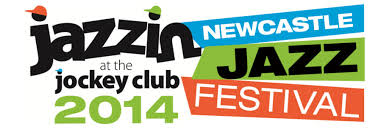 jazzin
at the
jockey club
2014
NEWCASTLE
JAZZ
FESTIVAL